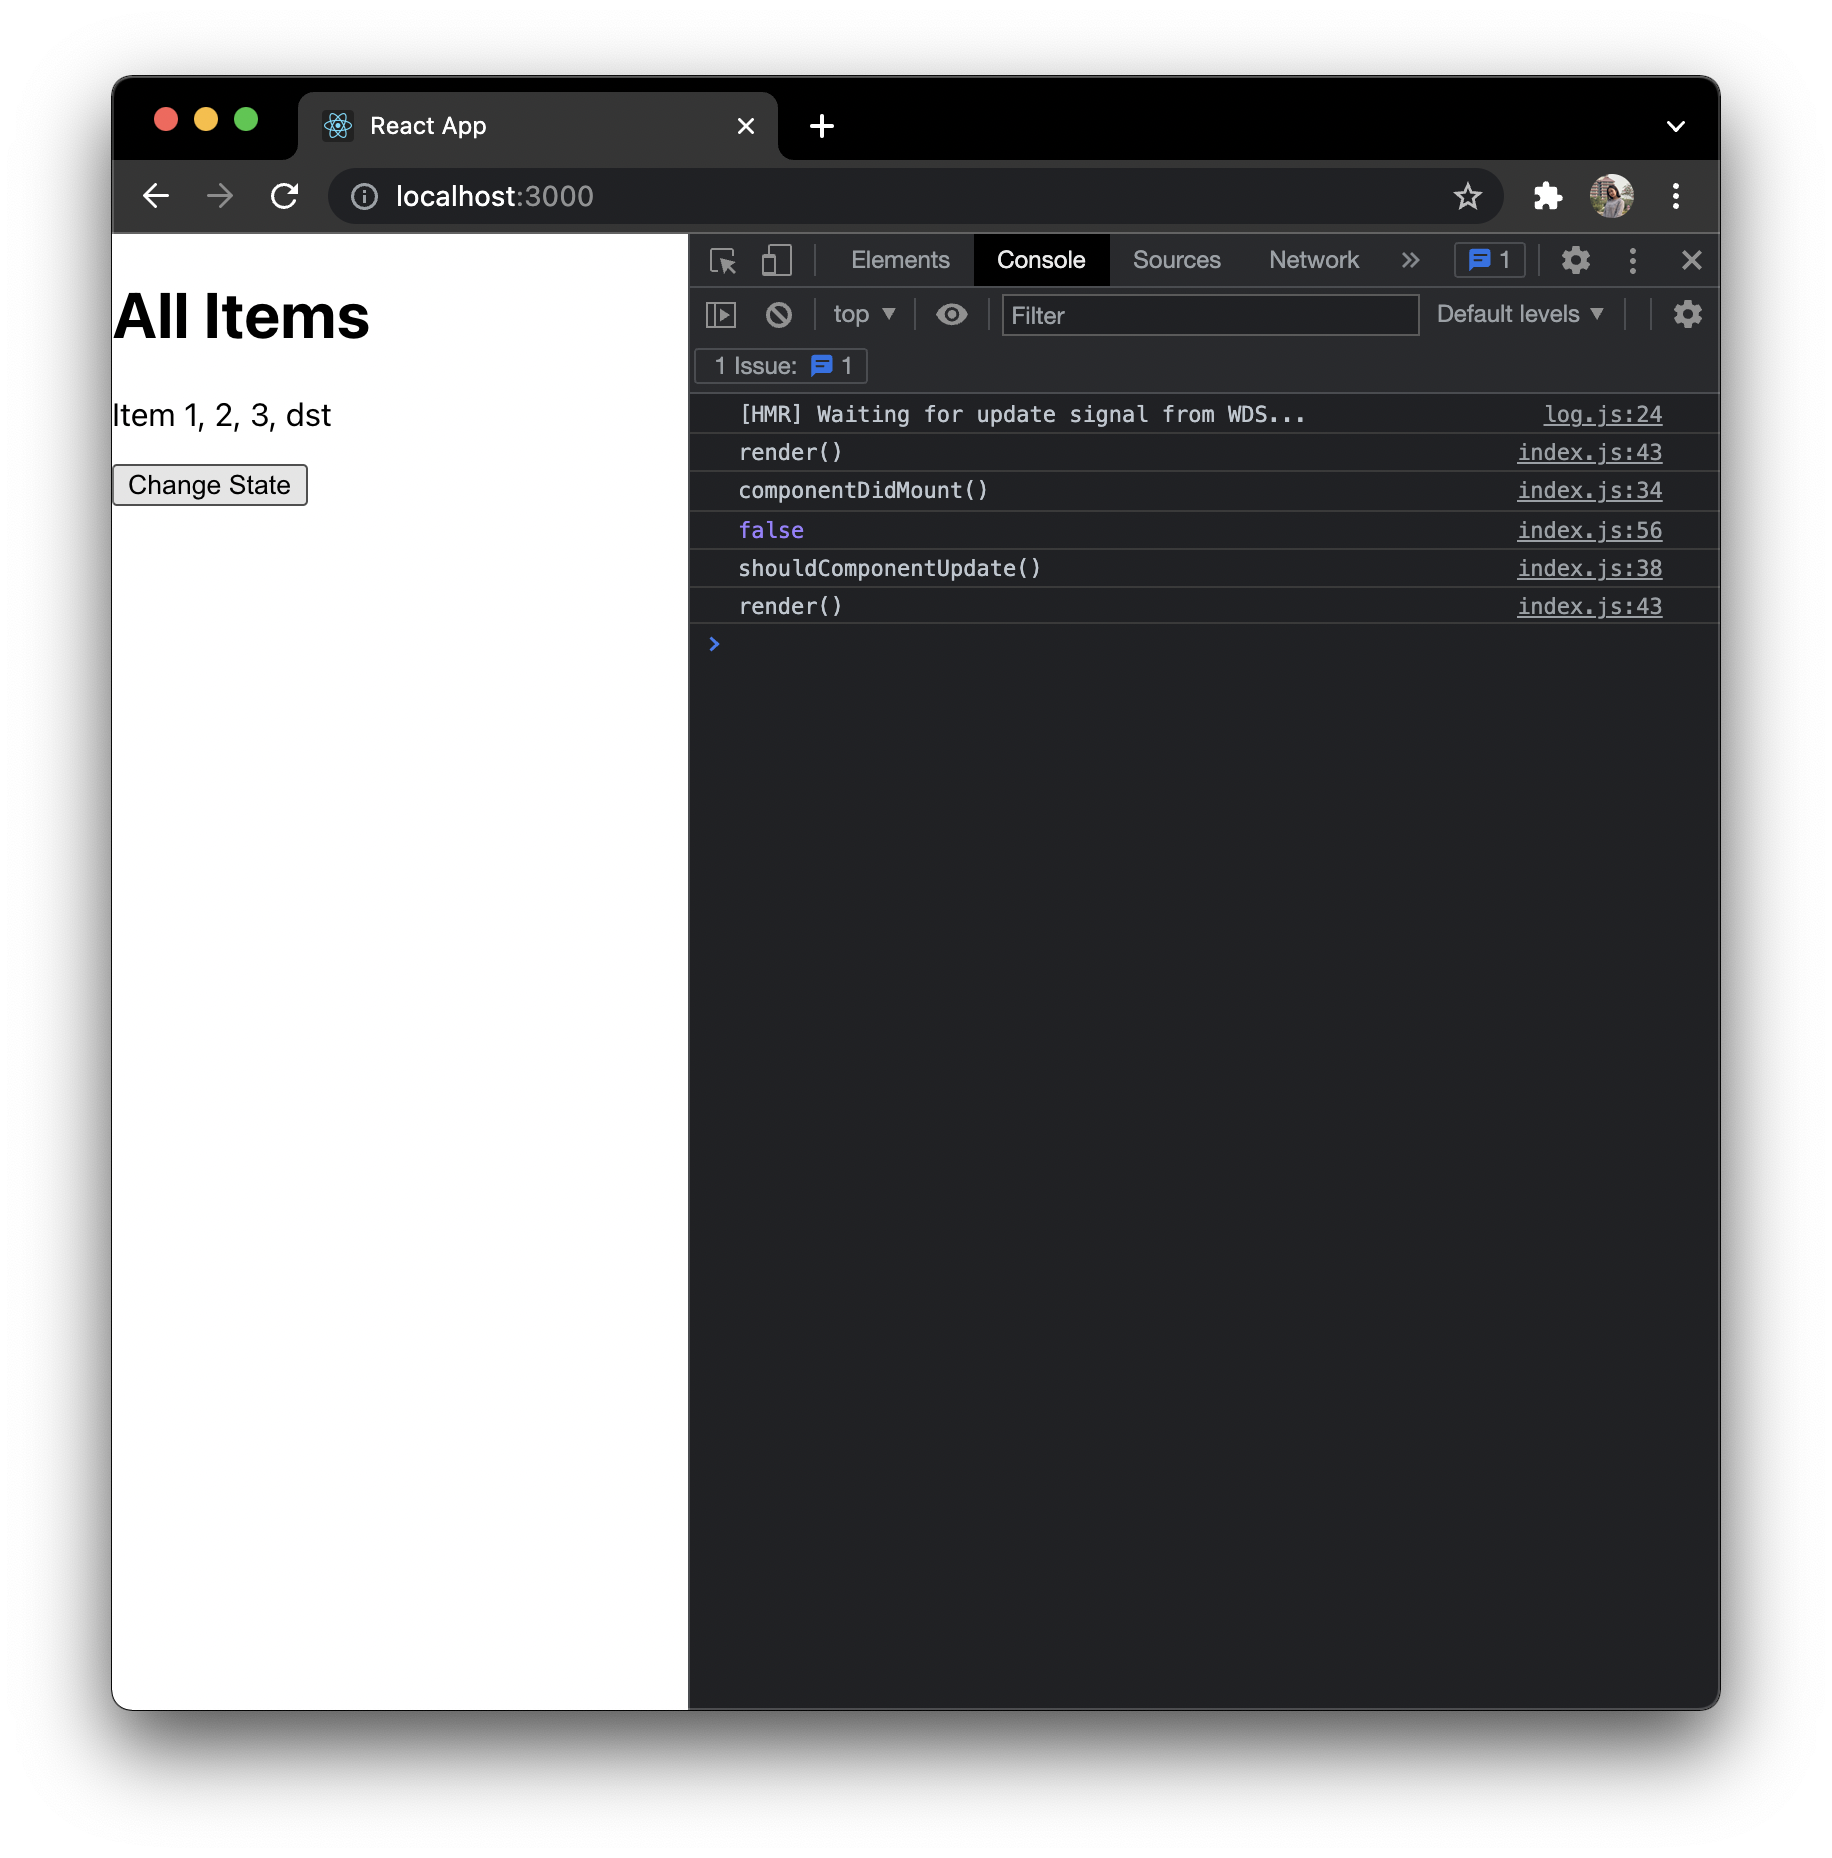 React App
localhost:3000
All Items
Item 1, 2, 3, dst
Change State
Elements Console Sources Network 1
top Filter Default levels
1 Issue: 1
[HMR] Waiting for update signal from WDS... log.js:24
render() index.js:43
componentDidMount() index.js:34
false index.js:56
shouldComponentUpdate() index.js:38
render() index.js:43